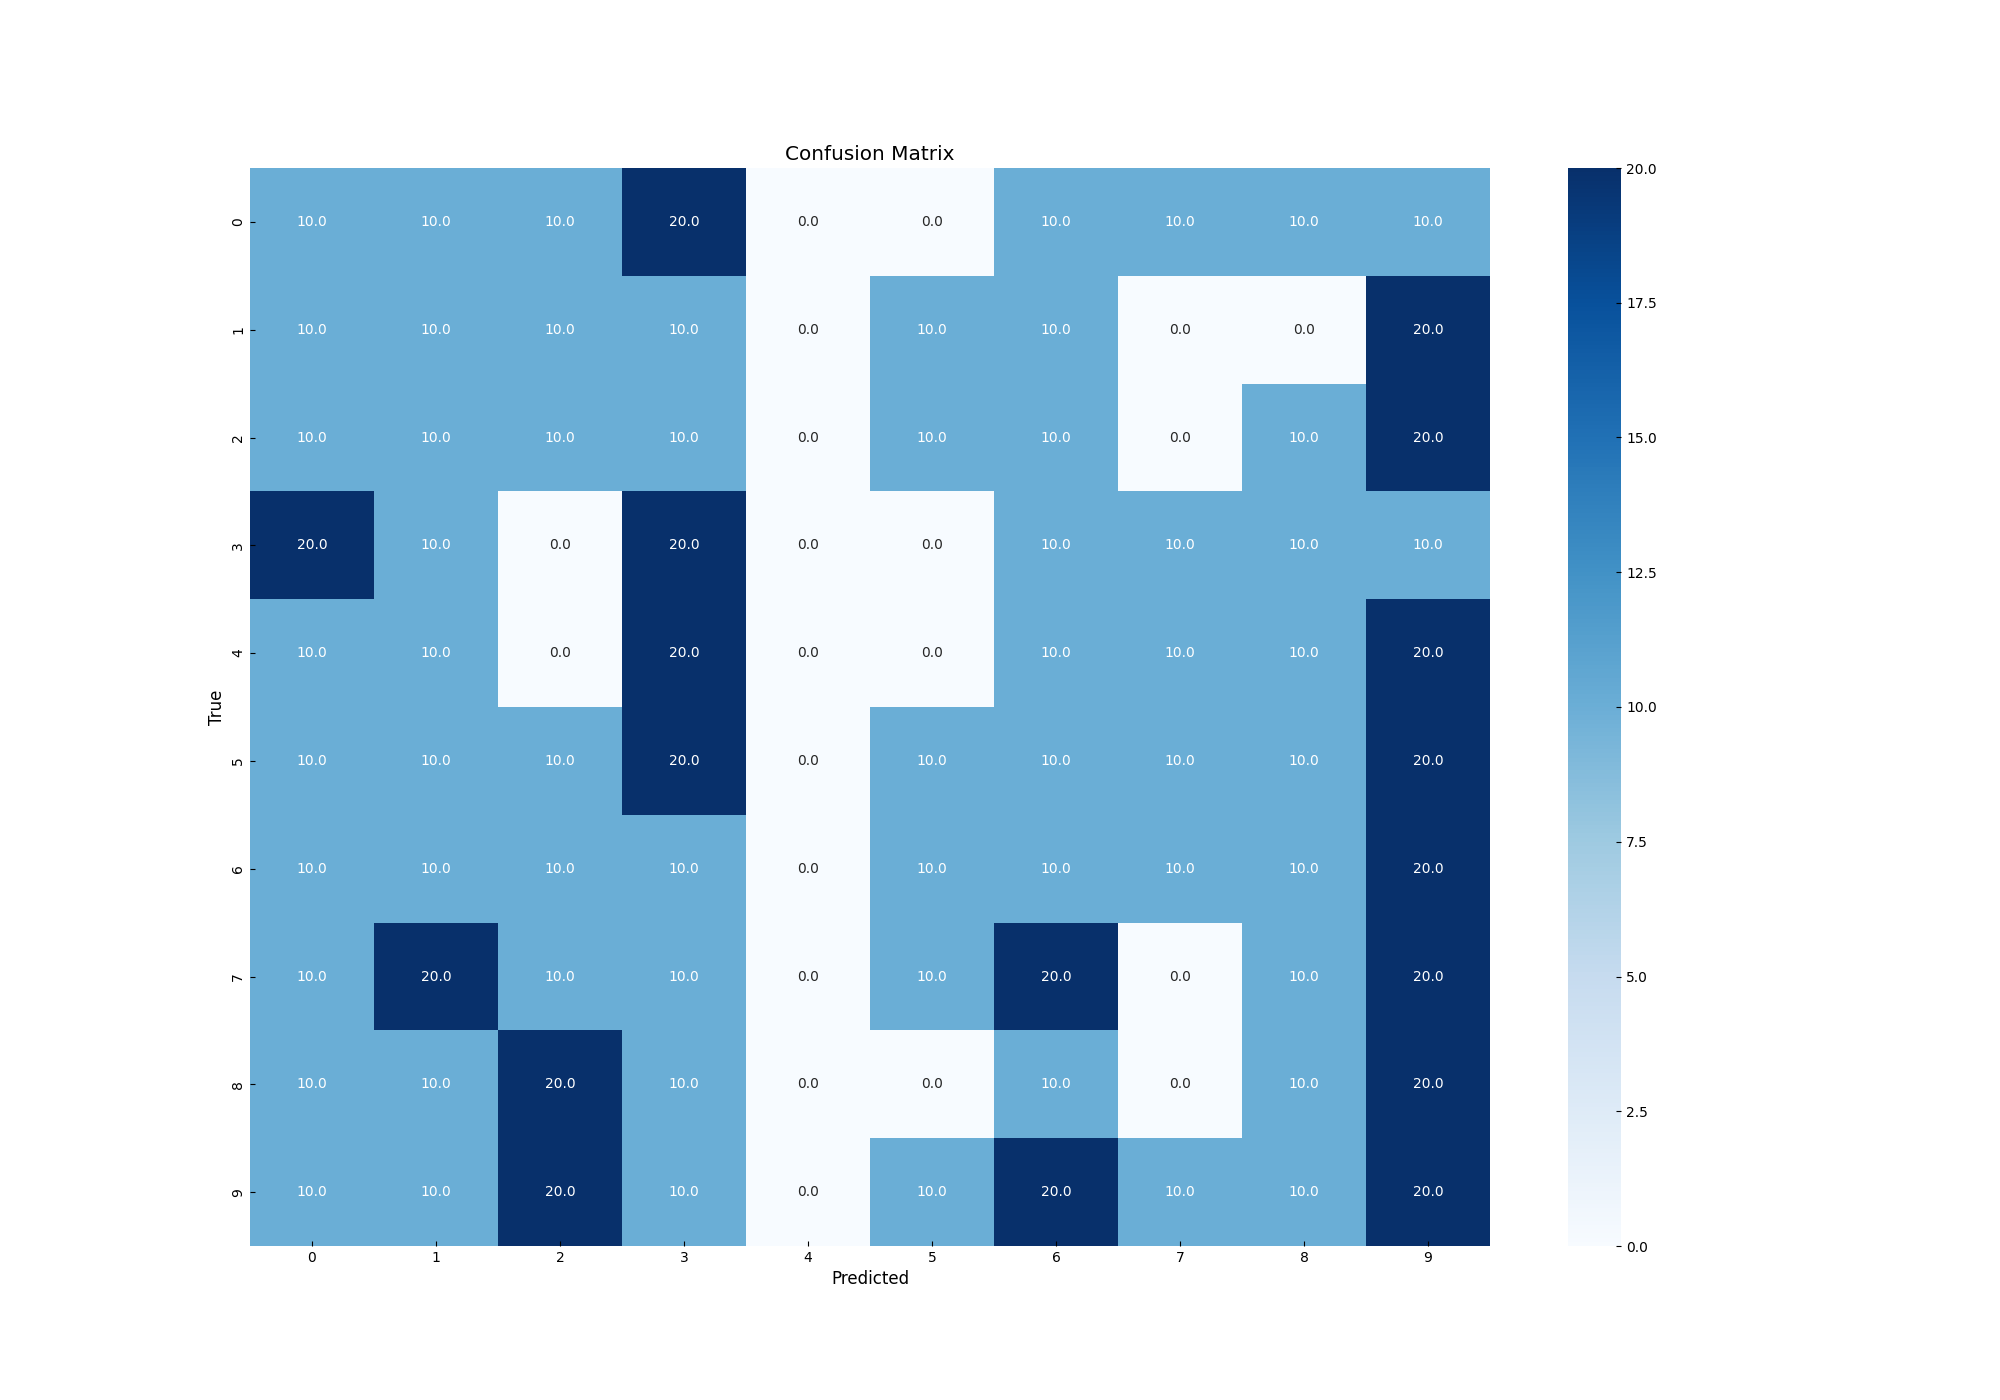 Confusion Matrix
0 10.0 10.0 10.0 20.0 0.0 0.0 10.0 10.0 10.0 10.0
1 10.0 10.0 10.0 10.0 0.0 10.0 10.0 0.0 0.0 20.0
2 10.0 10.0 10.0 10.0 0.0 10.0 10.0 0.0 10.0 20.0
3 20.0 10.0 0.0 20.0 0.0 0.0 10.0 10.0 10.0 10.0
4 10.0 10.0 0.0 20.0 0.0 0.0 10.0 10.0 10.0 20.0
True
5 10.0 10.0 10.0 20.0 0.0 10.0 10.0 10.0 10.0 20.0
6 10.0 10.0 10.0 10.0 0.0 10.0 10.0 10.0 10.0 20.0
7 10.0 20.0 10.0 10.0 0.0 10.0 20.0 0.0 10.0 20.0
8 10.0 10.0 20.0 10.0 0.0 0.0 10.0 0.0 10.0 20.0
9 10.0 10.0 20.0 10.0 0.0 10.0 20.0 10.0 10.0 20.0
0 1 2 3 4 5 6 7 8 9
Predicted
20.0
17.5
15.0
12.5
10.0
7.5
5.0
2.5
0.0